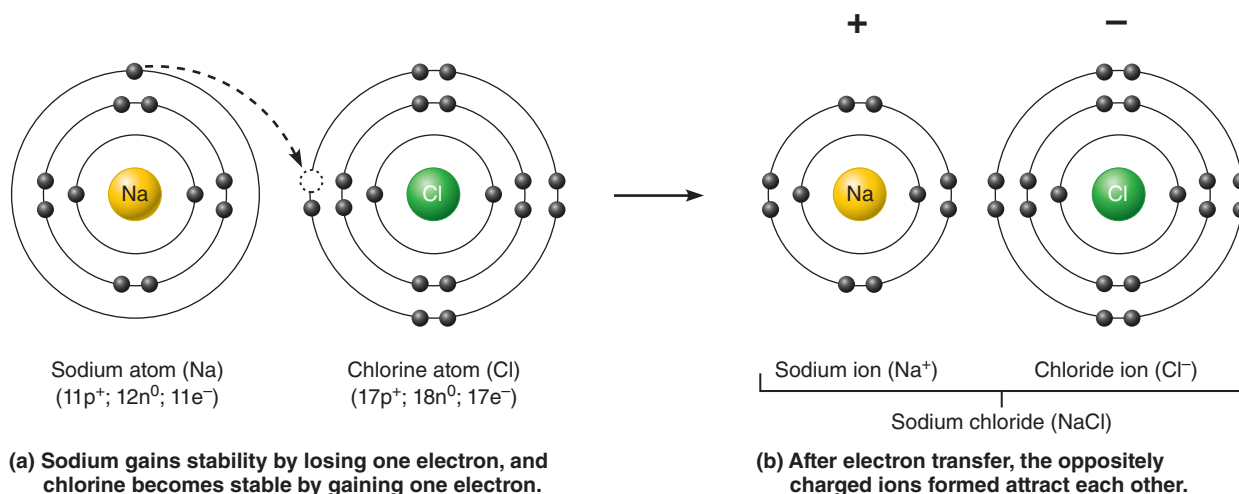 +
−
Na
Cl
Na
Cl
Sodium atom (Na)
(11p⁺; 12n⁰; 11e⁻)
Chlorine atom (Cl)
(17p⁺; 18n⁰; 17e⁻)
Sodium ion (Na⁺)
Chloride ion (Cl⁻)
Sodium chloride (NaCl)
(a) Sodium gains stability by losing one electron, and
chlorine becomes stable by gaining one electron.
(b) After electron transfer, the oppositely
charged ions formed attract each other.